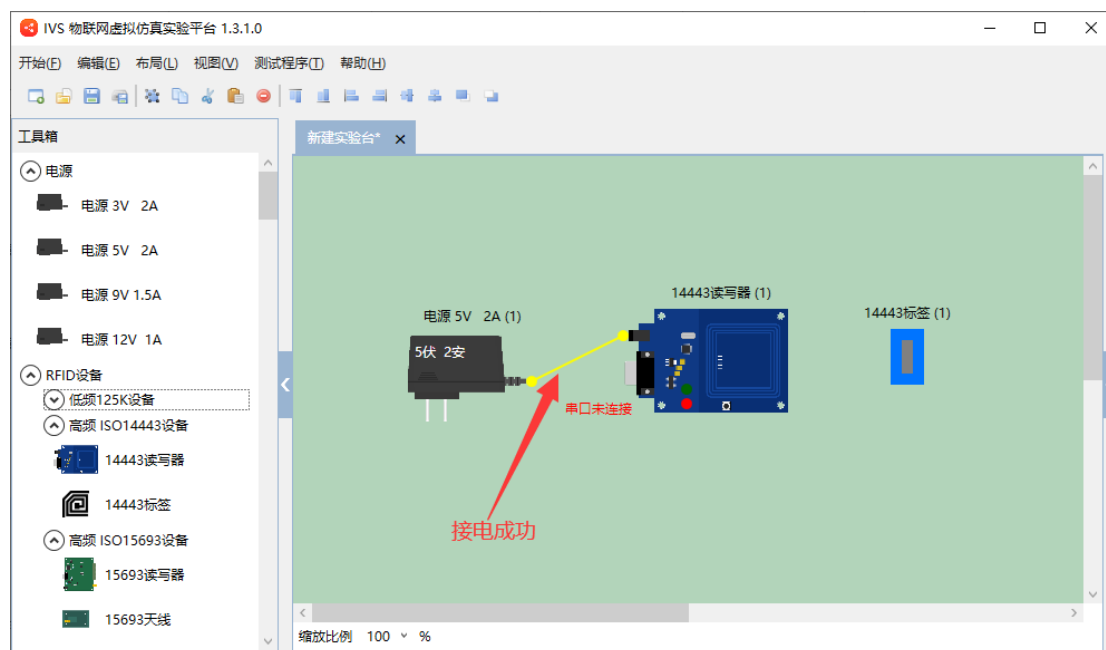 IVS 物联网虚拟仿真实验平台 1.3.1.0
开始(F) 编辑(E) 布局(L) 视图(V) 测试程序(T) 帮助(H)
工具箱
新建实验台*
电源
电源 3V 2A
电源 5V 2A
电源 9V 1.5A
电源 12V 1A
RFID设备
低频125K设备
高频 ISO14443设备
14443读写器
14443标签
高频 ISO15693设备
15693读写器
15693天线
14443读写器 (1)
电源 5V 2A (1)
14443标签 (1)
5伏 2安
串口未连接
接电成功
缩放比例 100 %